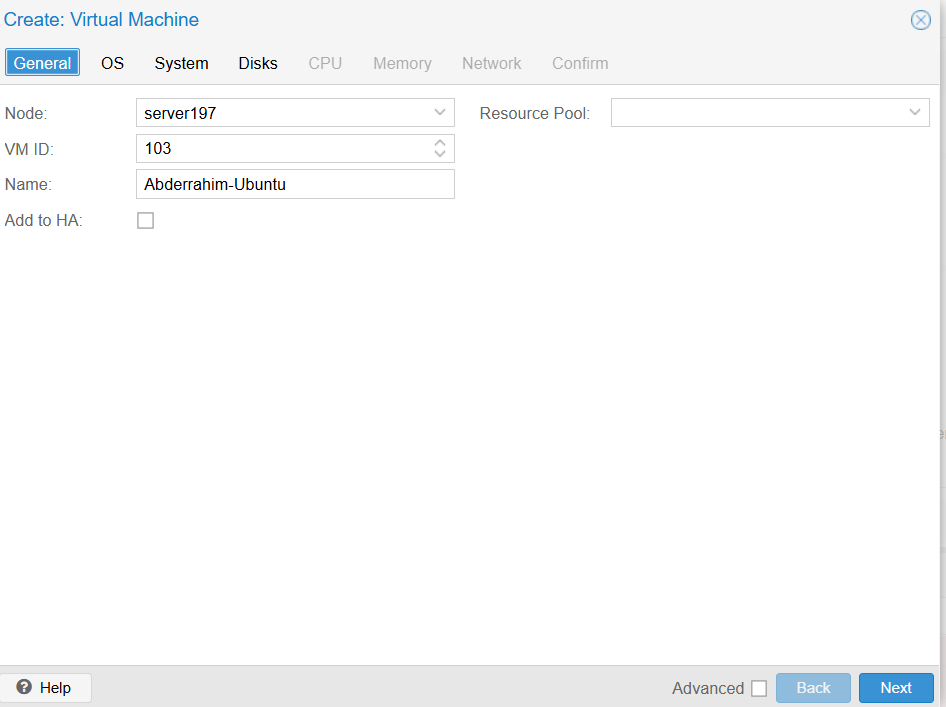 Create: Virtual Machine
General OS System Disks CPU Memory Network Confirm
Node: server197 Resource Pool:
VM ID: 103
Name: Abderrahim-Ubuntu
Add to HA:
Help Advanced Back Next